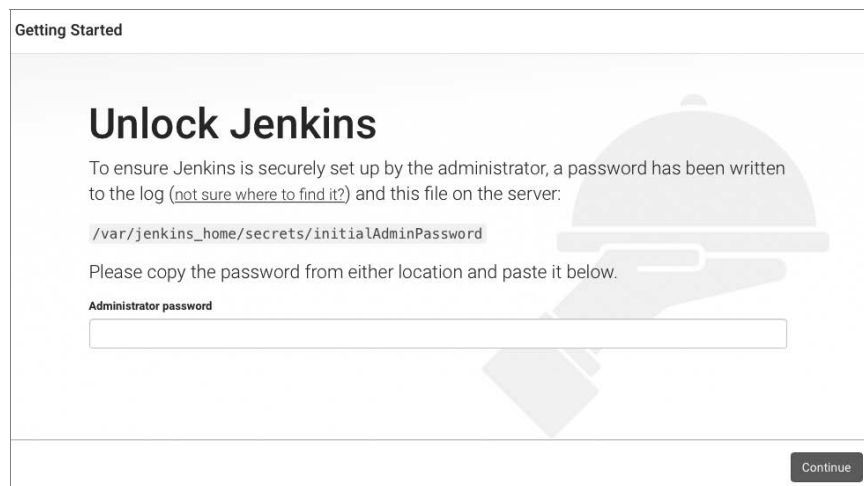 Getting Started
Unlock Jenkins
To ensure Jenkins is securely set up by the administrator, a password has been written
to the log (not sure where to find it?) and this file on the server:
/var/jenkins_home/secrets/initialAdminPassword
Please copy the password from either location and paste it below.
Administrator password
Continue